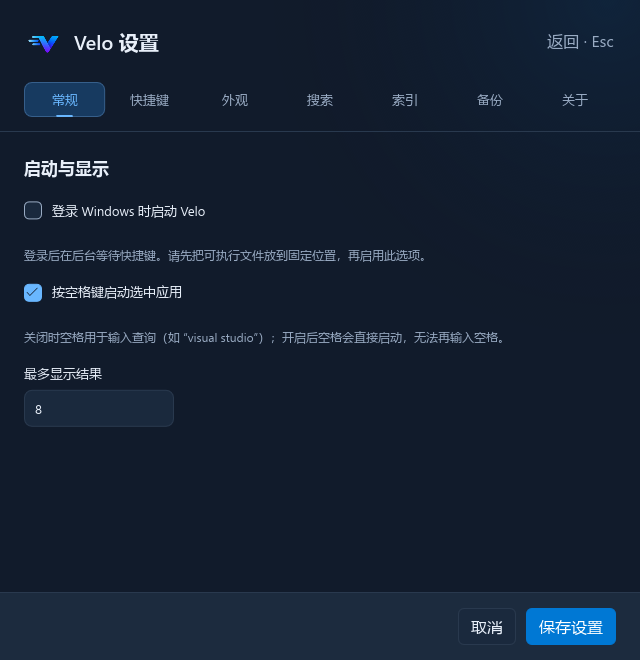 Velo 设置
返回 · Esc
常规
快捷键
外观
搜索
索引
备份
关于
启动与显示
登录 Windows 时启动 Velo
登录后在后台等待快捷键。请先把可执行文件放到固定位置，再启用此选项。
按空格键启动选中应用
关闭时空格用于输入查询（如 “visual studio”）；开启后空格会直接启动，无法再输入空格。
最多显示结果
8
取消
保存设置